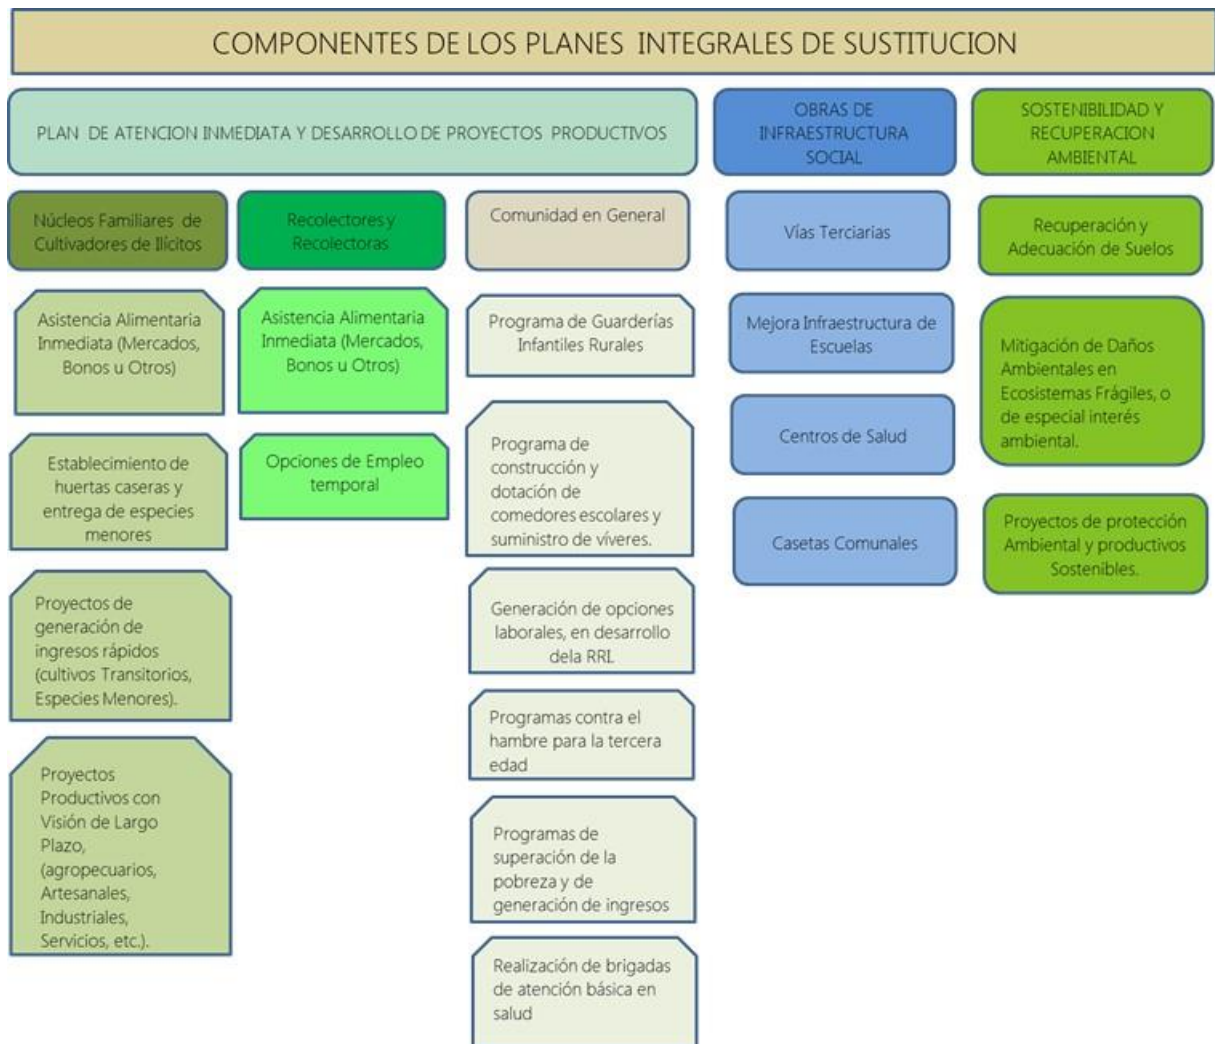 COMPONENTES DE LOS PLANES INTEGRALES DE SUSTITUCION
PLAN DE ATENCION INMEDIATA Y DESARROLLO DE PROYECTOS PRODUCTIVOS
OBRAS DE
INFRAESTRUCTURA
SOCIAL
SOSTENIBILIDAD Y
RECUPERACION
AMBIENTAL
Núcleos Familiares de
Cultivadores de Ilícitos
Asistencia Alimentaria
Inmediata (Mercados,
Bonos u Otros)
Establecimiento de
huertas caseras y
entrega de especies
menores
Proyectos de
generación de
ingresos rápidos
(cultivos Transitorios,
Especies Menores).
Proyectos
Productivos con
Visión de Largo
Plazo,
(agropecuarios,
Artesanales,
Industriales,
Servicios, etc.).
Recolectores y
Recolectoras
Asistencia Alimentaria
Inmediata (Mercados,
Bonos u Otros)
Opciones de Empleo
temporal
Comunidad en General
Programa de Guarderías
Infantiles Rurales
Programa de
construcción y
dotación de
comedores escolares y
suministro de víveres.
Generación de opciones
laborales, en desarrollo
dela RRI.
Programas contra el
hambre para la tercera
edad
Programas de
superación de la
pobreza y de
generación de ingresos
Realización de brigadas
de atención básica en
salud
Vías Terciarias
Mejora Infraestructura de
Escuelas
Centros de Salud
Casetas Comunales
Recuperación y
Adecuación de Suelos
Mitigación de Daños
Ambientales en
Ecosistemas Frágiles, o
de especial interés
ambiental.
Proyectos de protección
Ambiental y productivos
Sostenibles.